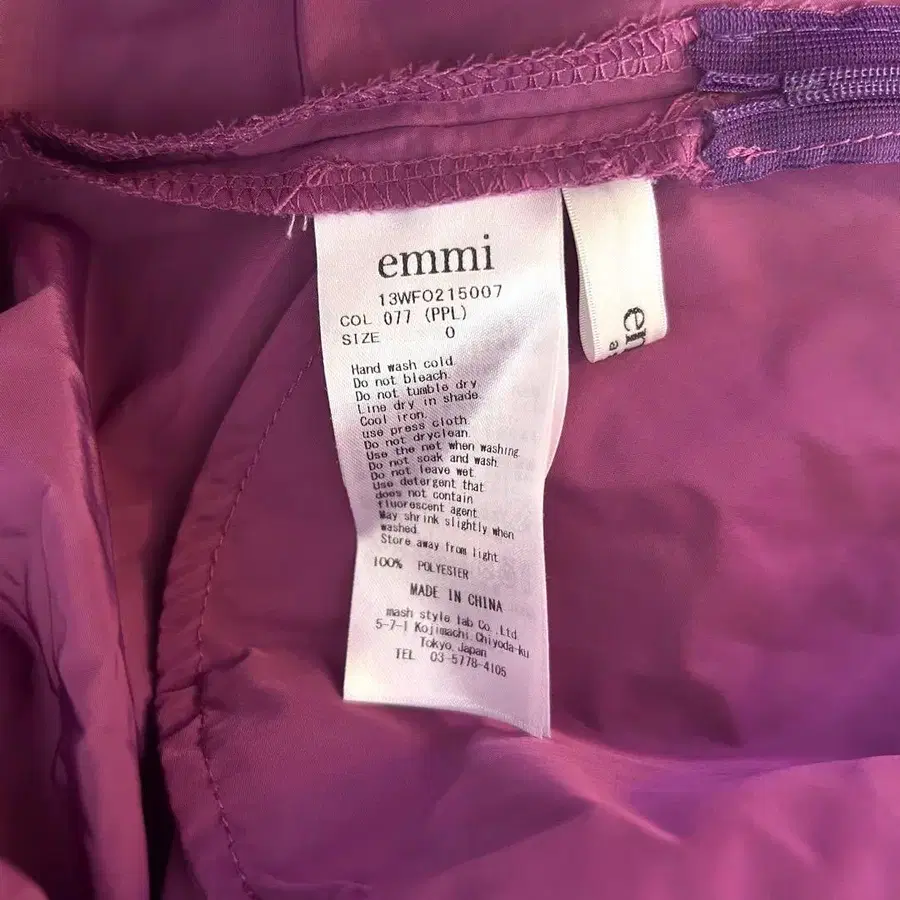 emmi
13WFO215007
COL 077 (PPL)
SIZE 0
Hand wash cold.
Do not bleach.
Do not tumble dry
Line dry in shade.
Cool iron.
use press cloth.
Do not dryclean.
Use the net when washing.
Do not soak and wash.
Do not leave wet.
Use detergent that
does not contain
fluorescent agent.
May shrink slightly when
washed.
Store away from light
100% POLYESTER
MADE IN CHINA
mash style lab Co.,Ltd.
5-7-1 Kojimachi,Chiyoda-ku
Tokyo,Japan
TEL 03-5778-4105
em
a